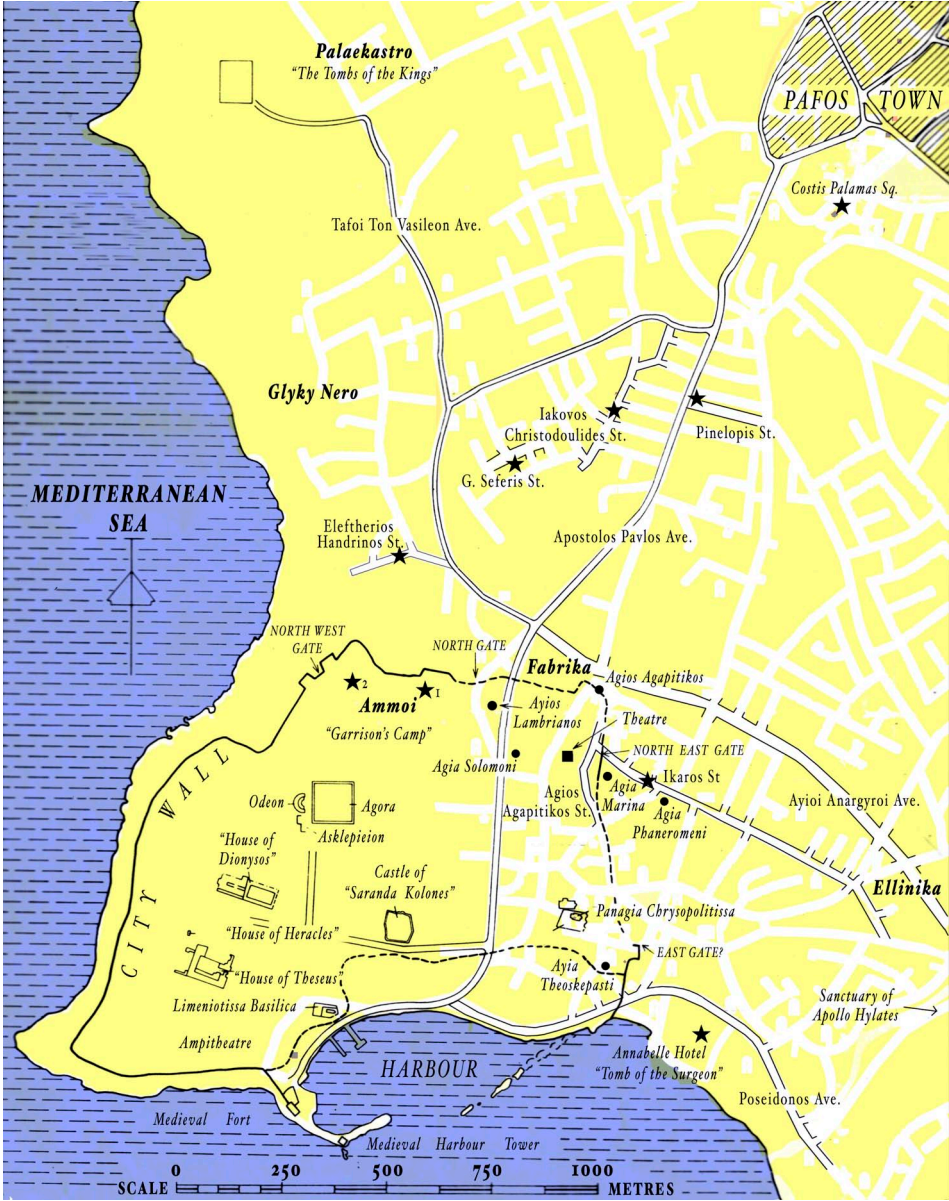 Palaekastro
"The Tombs of the Kings"
PAFOS TOWN
Costis Palamas Sq.
Tafoi Ton Vasileon Ave.
Glyky Nero
Iakovos
Christodoulides St.
Pinelopis St.
G. Seferis St.
MEDITERRANEAN
SEA
Eleftherios
Handrinos St.
Apostolos Pavlos Ave.
NORTH WEST
GATE
NORTH GATE
Fabrika
Agios Agapitikos
2
1
Ammoi
Ayios
Lambrianos
Theatre
"Garrison's Camp"
NORTH EAST GATE
Agia Solomoni
Ikaros St
Agia
Marina
Agios
Agapitikos St.
Agia
Phaneromeni
Ayioi Anargyroi Ave.
CITY WALL
Odeon
Agora
Asklepieion
"House of
Dionysos"
Castle of
"Saranda Kolones"
Ellinika
Panagia Chrysopolitissa
"House of Heracles"
EAST GATE?
"House of Theseus"
Ayia
Theoskepasti
Limeniotissa Basilica
Sanctuary of
Apollo Hylates
Ampitheatre
HARBOUR
Annabelle Hotel
"Tomb of the Surgeon"
Poseidonos Ave.
Medieval Fort
Medieval Harbour Tower
0 250 500 750 1000
SCALE METRES